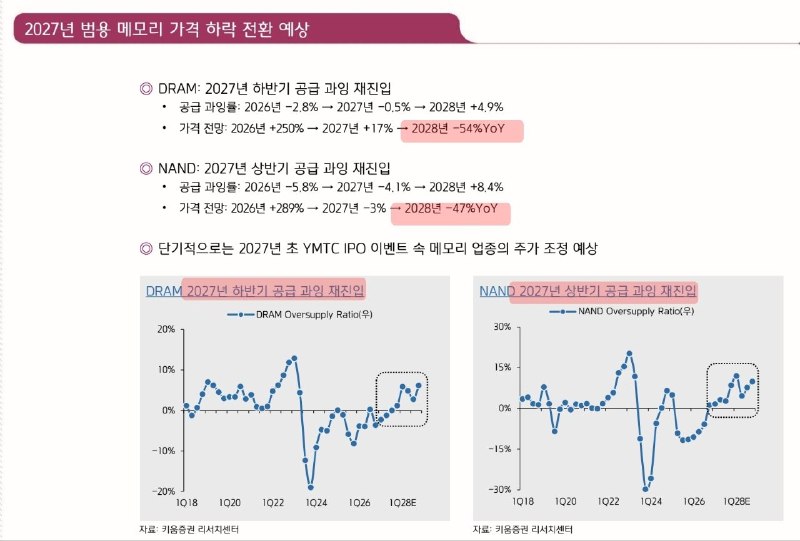 2027년 범용 메모리 가격 하락 전환 예상
◎ DRAM: 2027년 하반기 공급 과잉 재진입
• 공급 과잉률: 2026년 -2.8% → 2027년 -0.5% → 2028년 +4.9%
• 가격 전망: 2026년 +250% → 2027년 +17% → 2028년 -54%YoY
◎ NAND: 2027년 상반기 공급 과잉 재진입
• 공급 과잉률: 2026년 -5.8% → 2027년 -4.1% → 2028년 +8.4%
• 가격 전망: 2026년 +289% → 2027년 -3% → 2028년 -47%YoY
◎ 단기적으로는 2027년 초 YMTC IPO 이벤트 속 메모리 업종의 주가 조정 예상
DRAM 2027년 하반기 공급 과잉 재진입
DRAM Oversupply Ratio(우)
20%
10%
0%
-10%
-20%
1Q18 1Q20 1Q22 1Q24 1Q26 1Q28E
자료: 키움증권 리서치센터
NAND 2027년 상반기 공급 과잉 재진입
NAND Oversupply Ratio(우)
30%
15%
0%
-15%
-30%
1Q18 1Q20 1Q22 1Q24 1Q26 1Q28E
자료: 키움증권 리서치센터